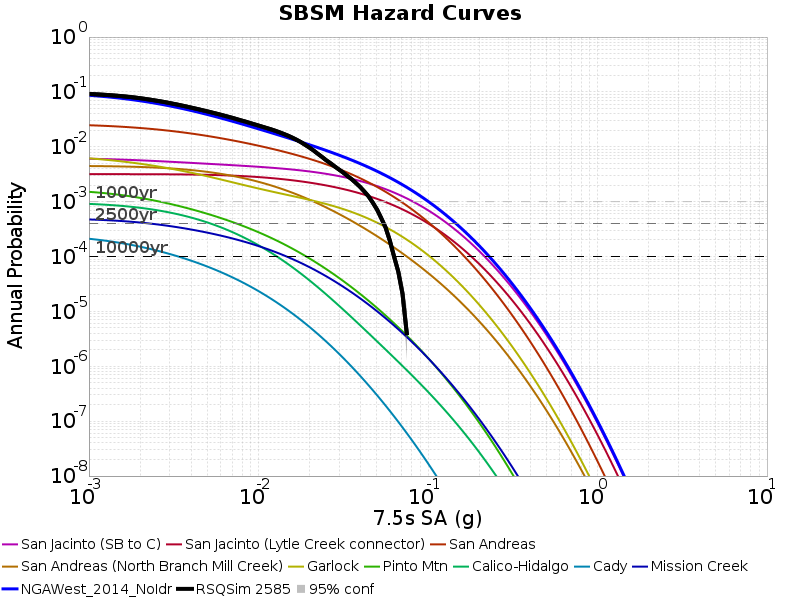 SBSM Hazard Curves
10^0
10^-1
10^-2
10^-3
10^-4
10^-5
10^-6
10^-7
10^-8
Annual Probability
1000yr
2500yr
10000yr
10^-3 10^-2 10^-1 10^0 10^1
7.5s SA (g)
San Jacinto (SB to C) San Jacinto (Lytle Creek connector) San Andreas
San Andreas (North Branch Mill Creek) Garlock Pinto Mtn Calico-Hidalgo Cady Mission Creek
NGAWest_2014_NoIdr RSQSim 2585 95% conf